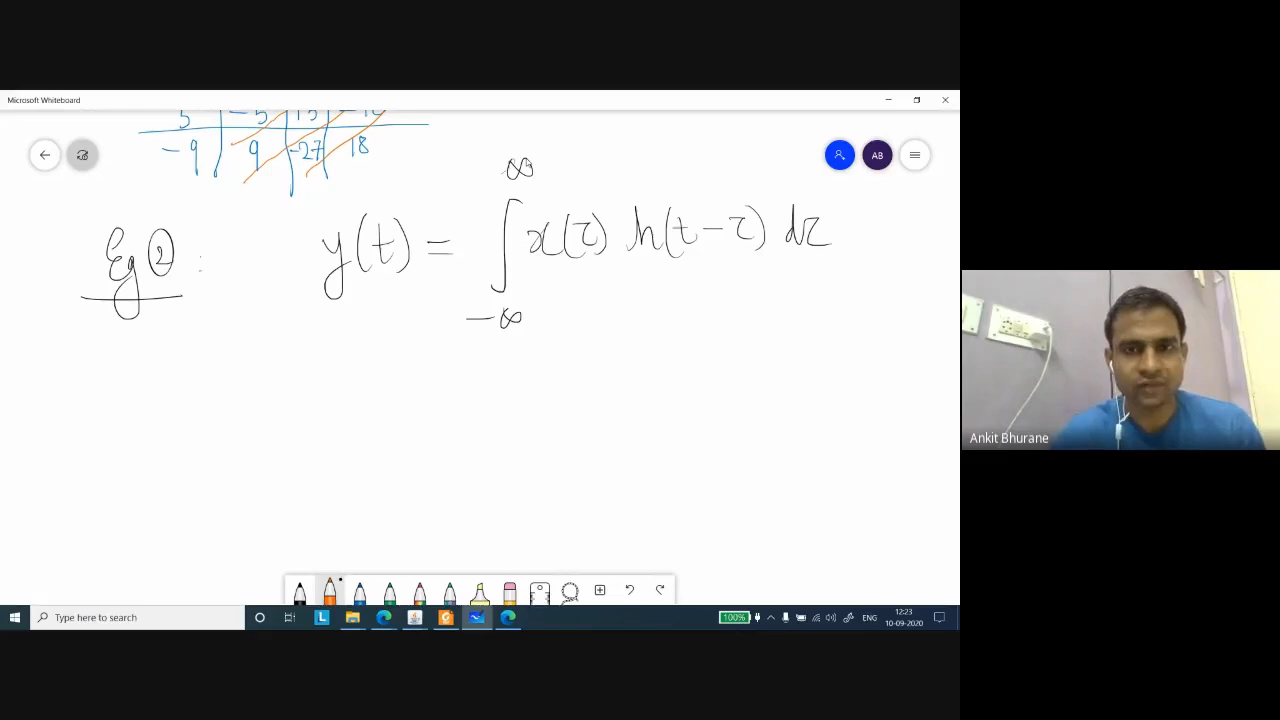 Microsoft Whiteboard
-9 9 -27 18
AB
Eg ② : y(t) = ∫_{-∞}^{∞} x(τ) h(t-τ) dτ
Ankit Bhurane
Type here to search
L
100%
ENG
12:23
10-09-2020